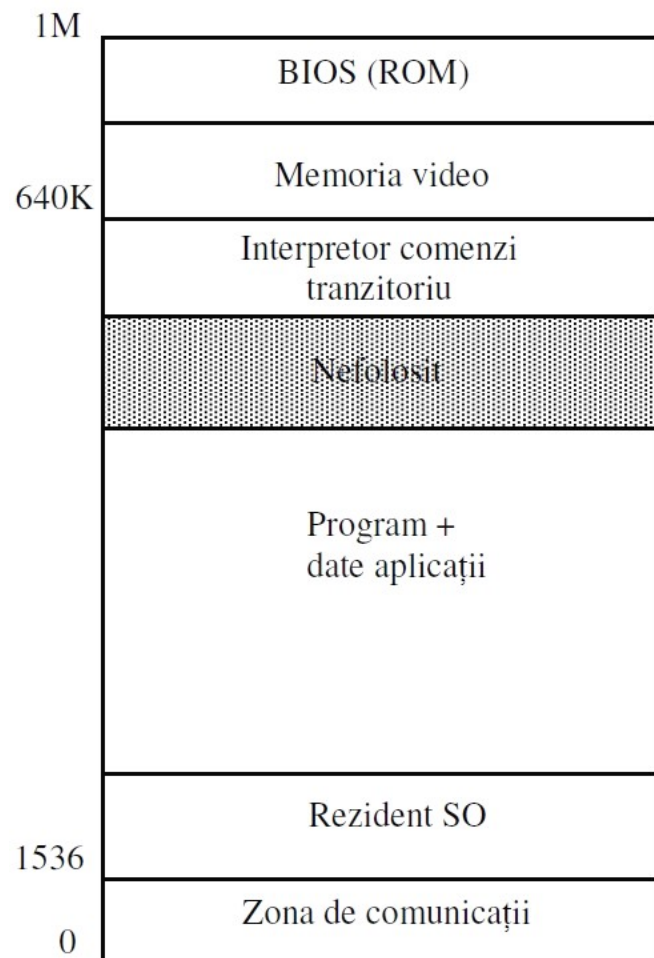 1M
BIOS (ROM)
Memoria video
640K
Interpretor comenzi
tranzitoriu
Nefolosit
Program +
date aplicații
Rezident SO
1536
Zona de comunicații
0